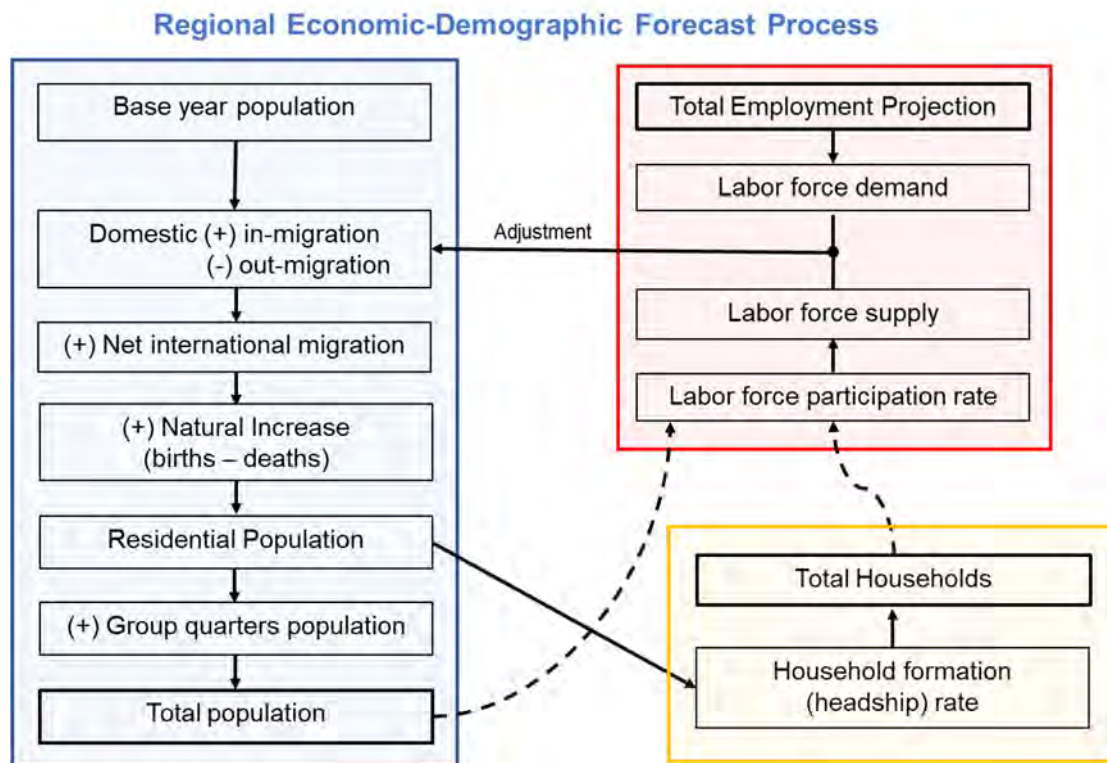 Regional Economic-Demographic Forecast Process
Base year population
Domestic (+) in-migration
(-) out-migration
(+) Net international migration
(+) Natural Increase
(births – deaths)
Residential Population
(+) Group quarters population
Total population
Adjustment
Total Employment Projection
Labor force demand
Labor force supply
Labor force participation rate
Total Households
Household formation
(headship) rate